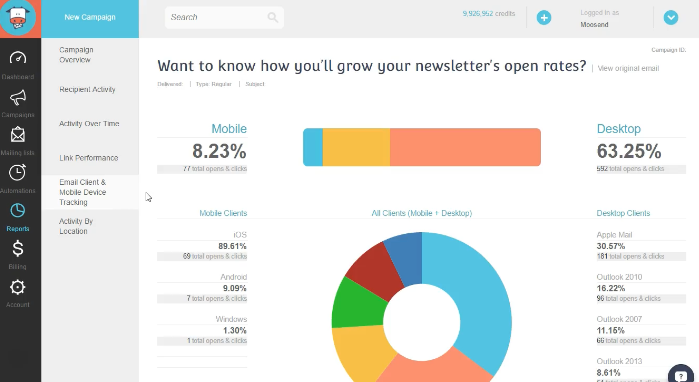 New Campaign
Search
9,926,952 credits
Logged in as
Moosend
Dashboard
Campaigns
Mailing lists
Automations
Reports
Billing
Account
Campaign
Overview
Recipient Activity
Activity Over Time
Link Performance
Email Client &
Mobile Device
Tracking
Activity By
Location
Campaign ID:
Want to know how you'll grow your newsletter's open rates? | View original email
Delivered | Type: Regular | Subject
Mobile
8.23%
77 total opens & clicks
Desktop
63.25%
592 total opens & clicks
Mobile Clients
iOS
89.61%
69 total opens & clicks
Android
9.09%
7 total opens & clicks
Windows
1.30%
1 total opens & clicks
All Clients (Mobile + Desktop)
Desktop Clients
Apple Mail
30.57%
181 total opens & clicks
Outlook 2010
16.22%
96 total opens & clicks
Outlook 2007
11.15%
66 total opens & clicks
Outlook 2013
8.61%
total opens & clicks